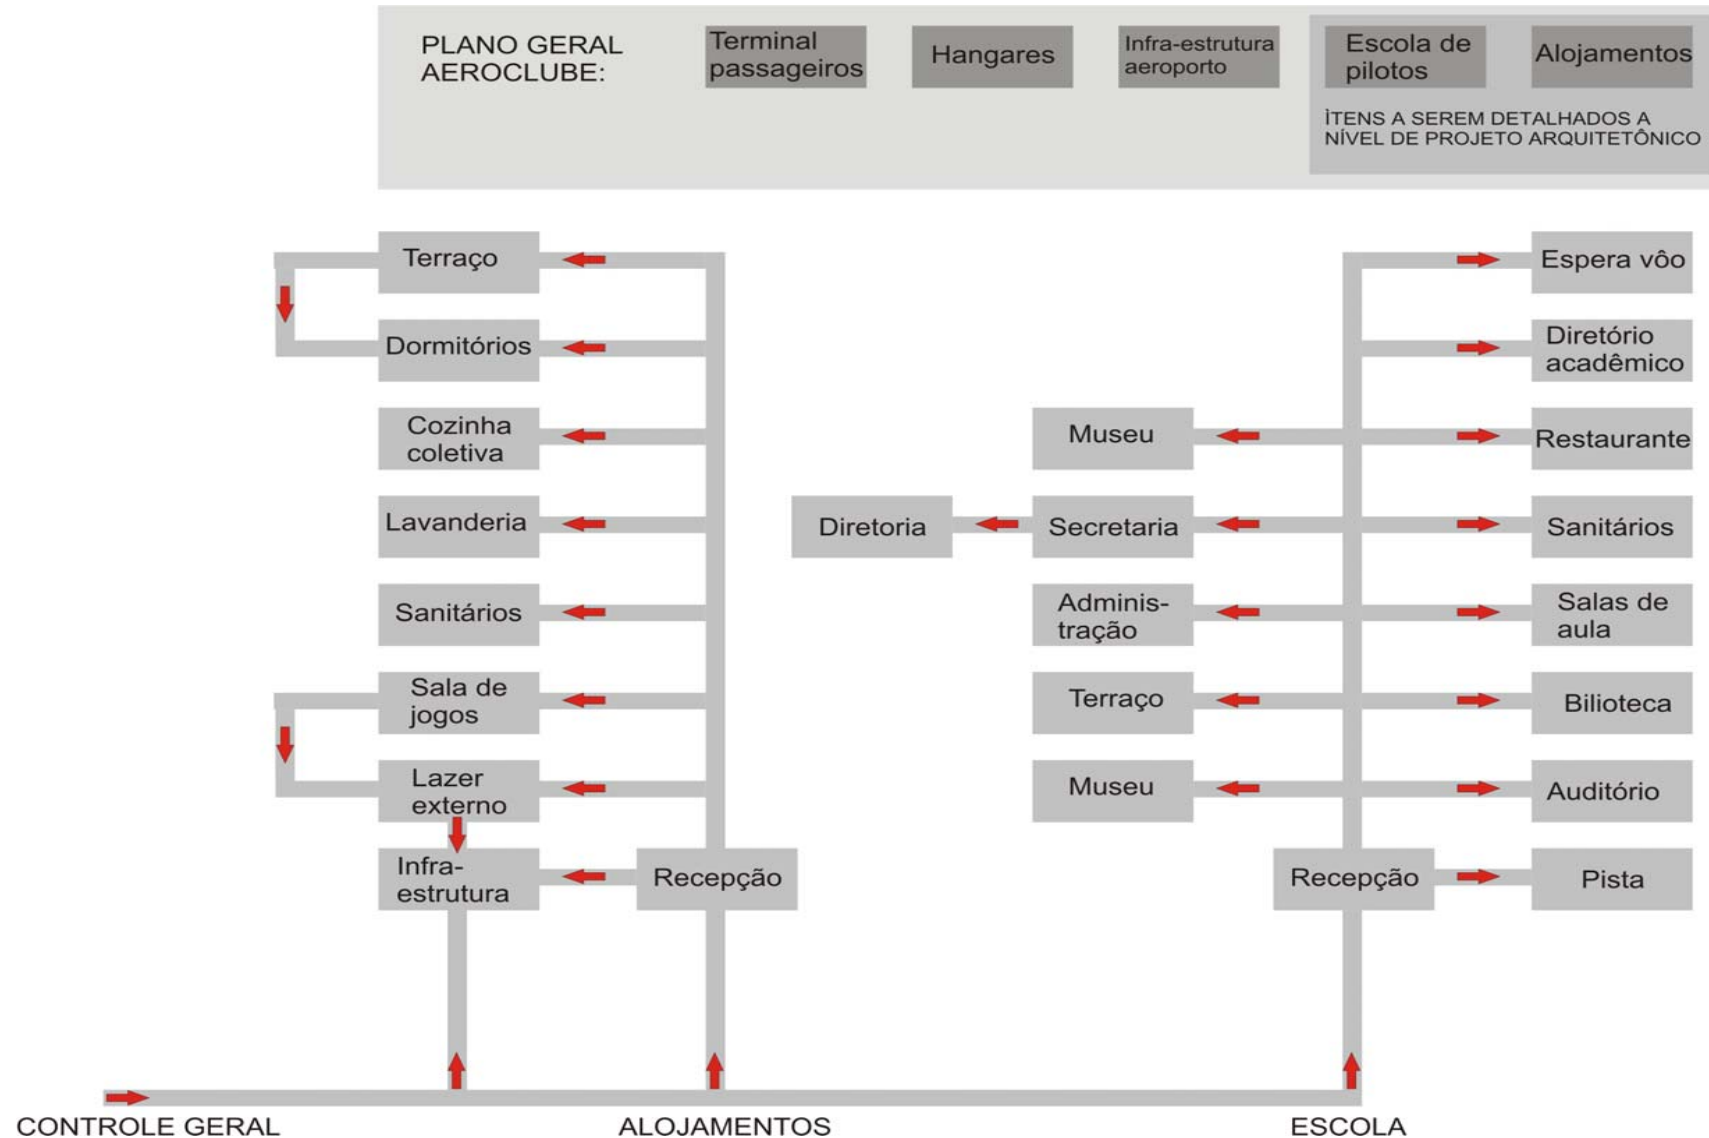 PLANO GERAL
AEROCLUBE:
Terminal
passageiros
Hangares
Infra-estrutura
aeroporto
Escola de
pilotos
Alojamentos
ÌTENS A SEREM DETALHADOS A
NÍVEL DE PROJETO ARQUITETÔNICO
Terraço
Dormitórios
Cozinha
coletiva
Lavanderia
Sanitários
Sala de
jogos
Lazer
externo
Infra-
estrutura
Recepção
Museu
Diretoria
Secretaria
Adminis-
tração
Terraço
Museu
Recepção
Espera vôo
Diretório
acadêmico
Restaurante
Sanitários
Salas de
aula
Bilioteca
Auditório
Pista
CONTROLE GERAL
ALOJAMENTOS
ESCOLA